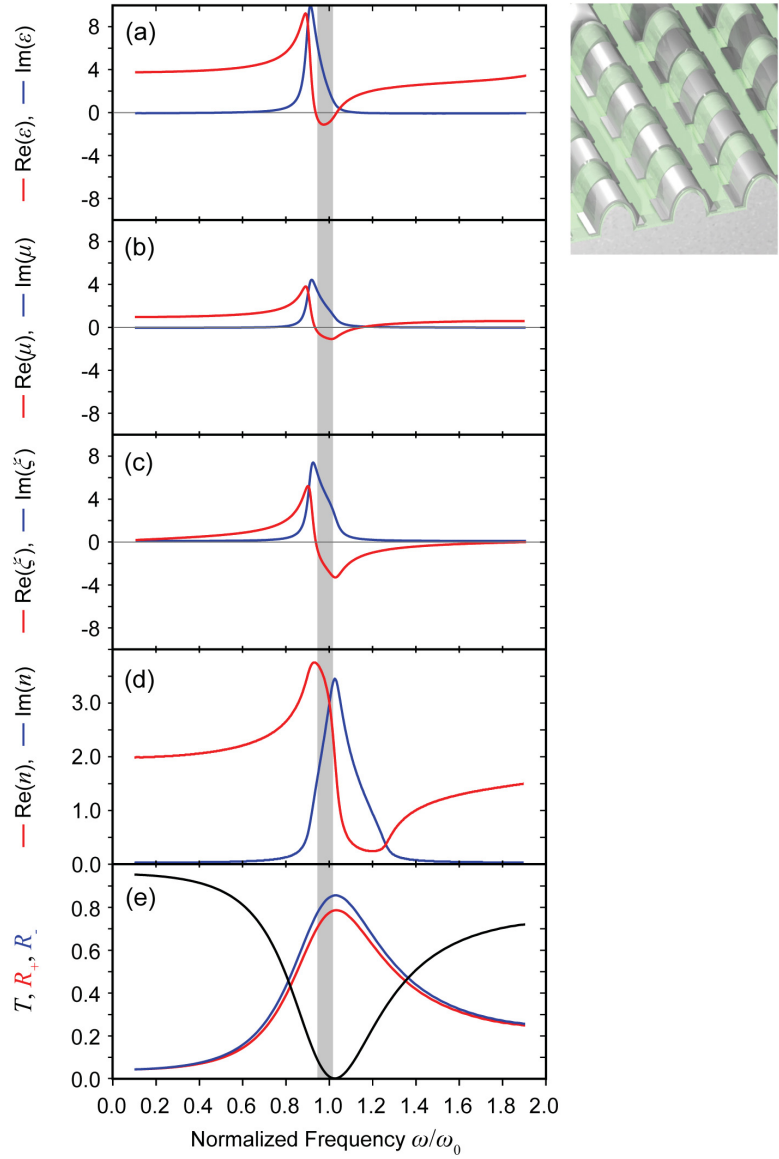 8
4
0
-4
-8
(a)
— Re(ε), — Im(ε)
8
4
0
-4
-8
(b)
— Re(μ), — Im(μ)
8
4
0
-4
-8
(c)
— Re(ξ), — Im(ξ)
3.0
2.0
1.0
0.0
(d)
— Re(n), — Im(n)
0.8
0.6
0.4
0.2
0.0
(e)
T, R₊, R₋
0.0 0.2 0.4 0.6 0.8 1.0 1.2 1.4 1.6 1.8 2.0
Normalized Frequency ω/ω₀